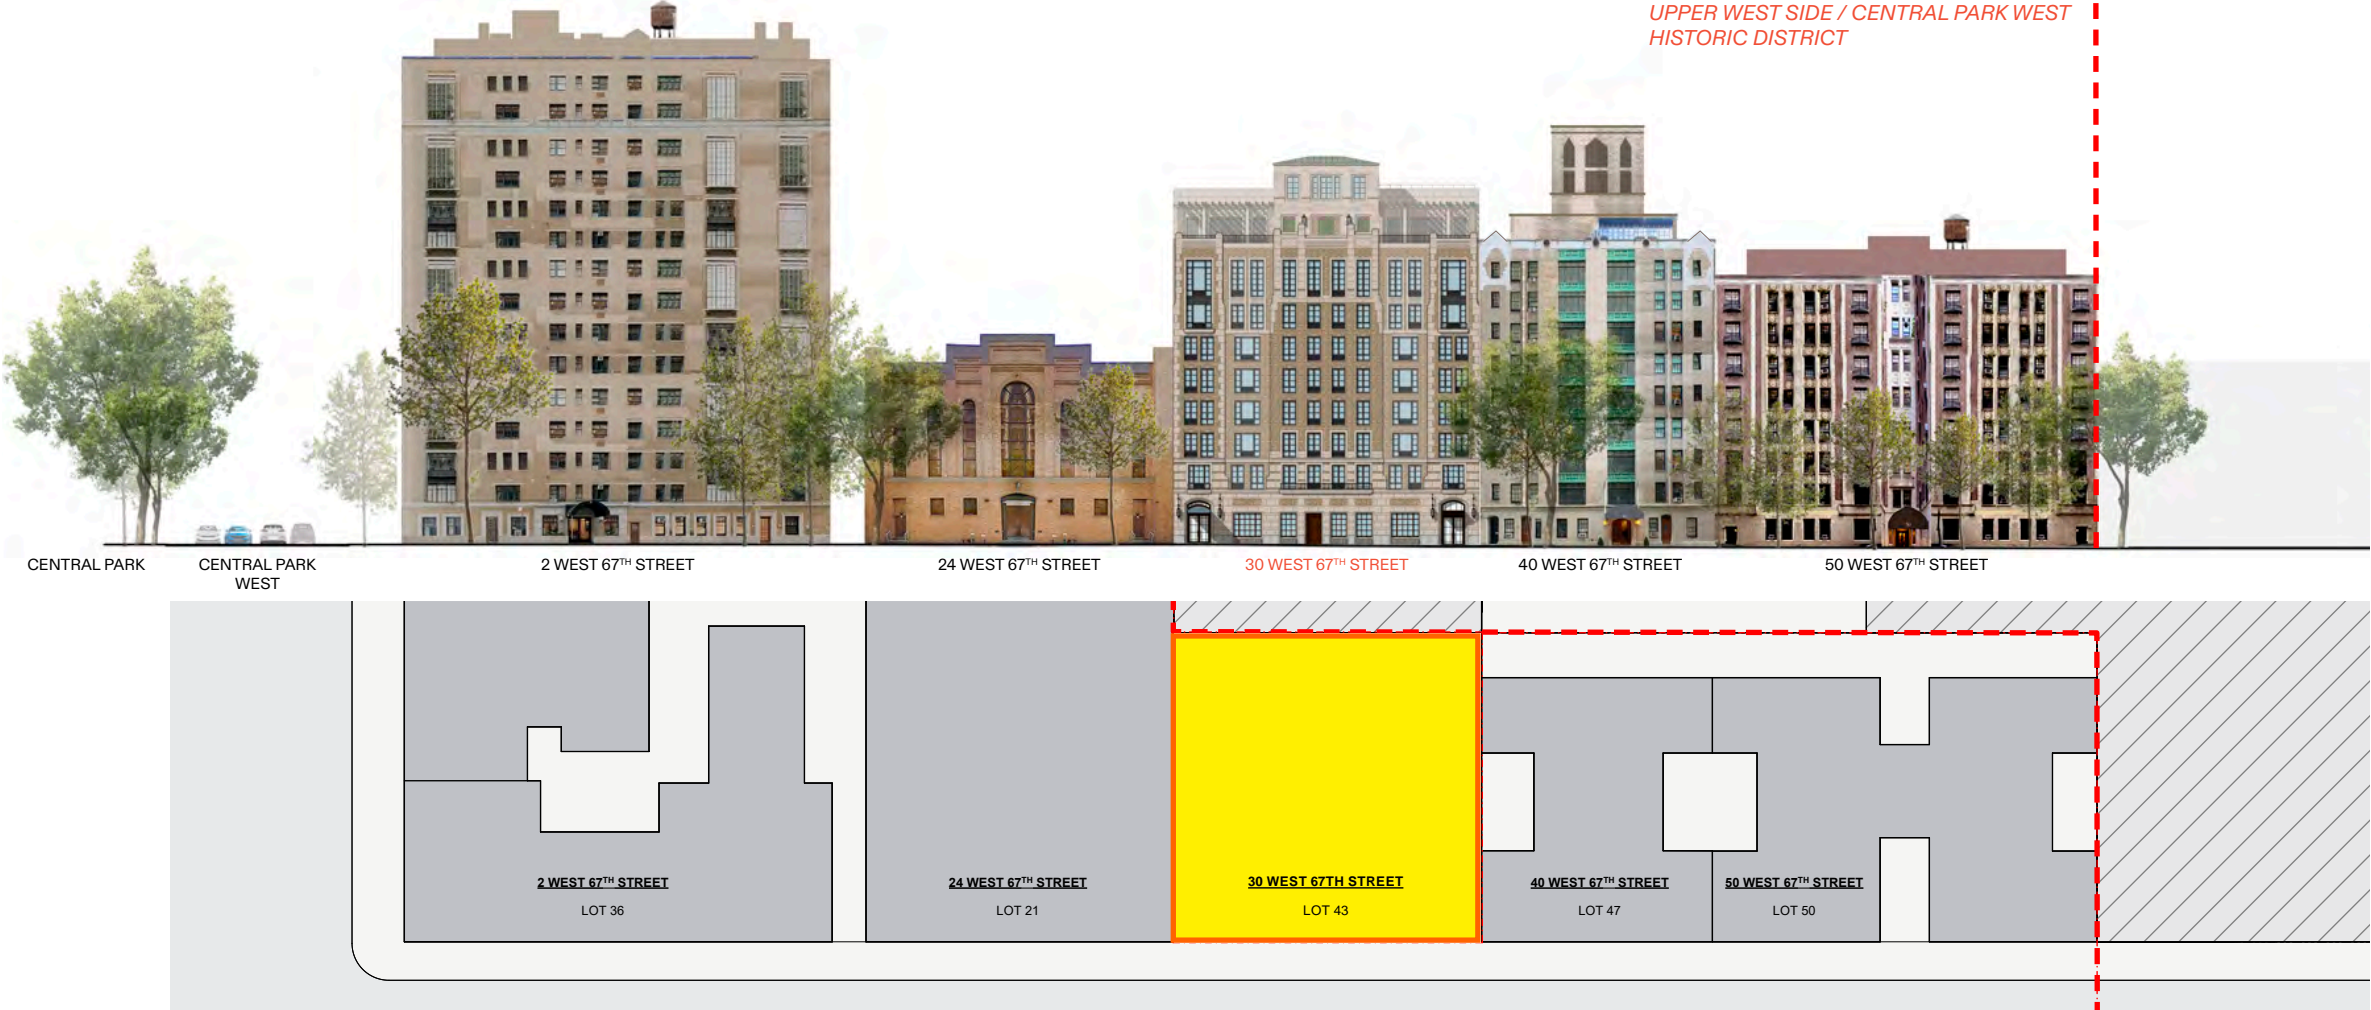 UPPER WEST SIDE / CENTRAL PARK WEST
HISTORIC DISTRICT
CENTRAL PARK
CENTRAL PARK
WEST
2 WEST 67TH STREET
24 WEST 67TH STREET
30 WEST 67TH STREET
40 WEST 67TH STREET
50 WEST 67TH STREET
2 WEST 67TH STREET
LOT 36
24 WEST 67TH STREET
LOT 21
30 WEST 67TH STREET
LOT 43
40 WEST 67TH STREET
LOT 47
50 WEST 67TH STREET
LOT 50